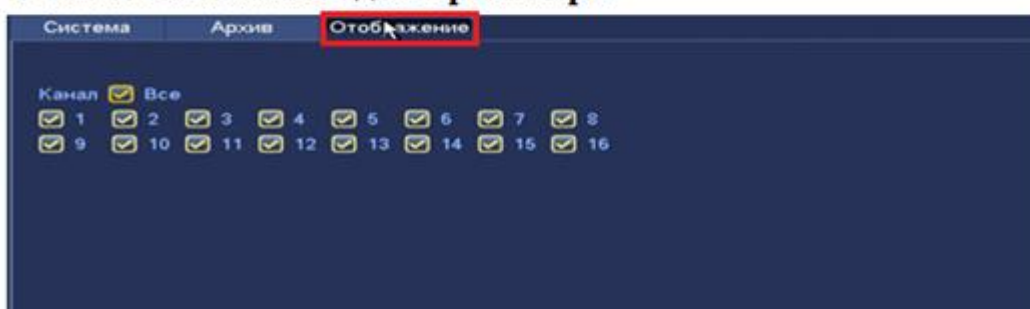 Система Архив Отображение
Канал Все
1 2 3 4 5 6 7 8
9 10 11 12 13 14 15 16